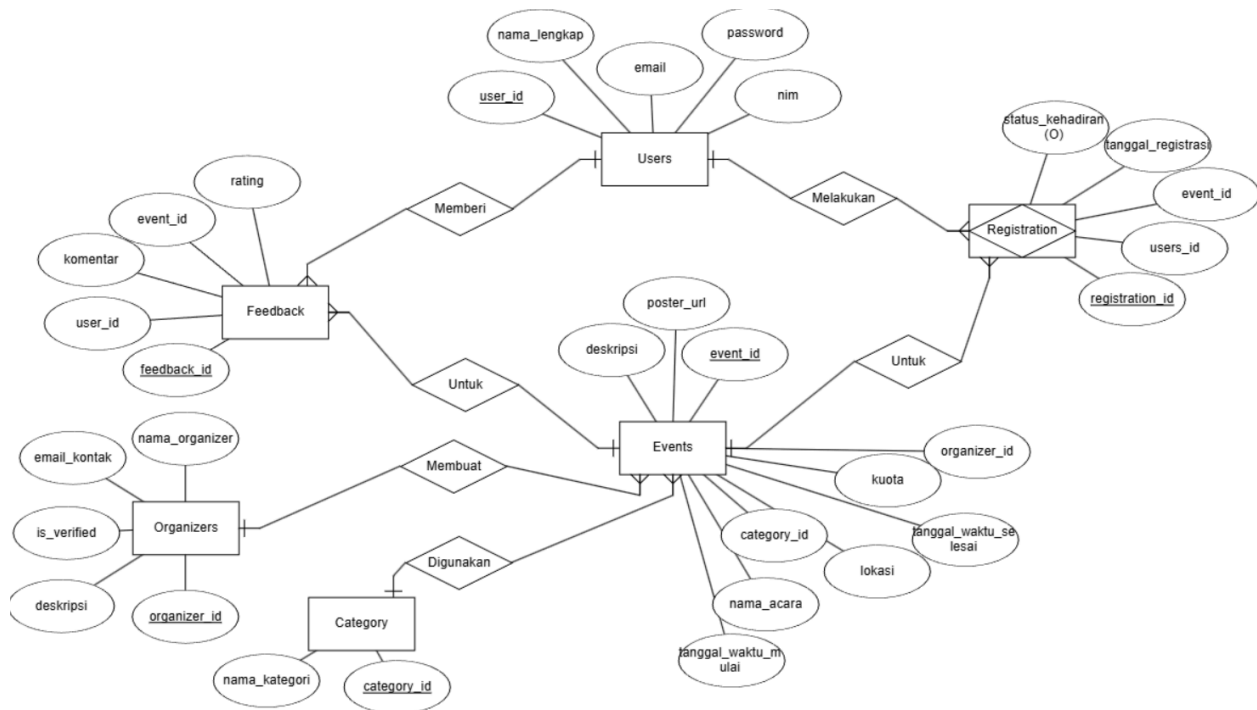 nama_lengkap
password
email
user_id
nim
Users
status_kehadiran
(O)
tanggal_registrasi
event_id
users_id
registration_id
Registration
Melakukan
Memberi
rating
event_id
komentar
user_id
feedback_id
Feedback
Untuk
Untuk
poster_url
deskripsi
event_id
Events
organizer_id
kuota
tanggal_waktu_se
lesai
category_id
lokasi
nama_acara
tanggal_waktu_m
ulai
Membuat
nama_organizer
email_kontak
is_verified
deskripsi
organizer_id
Organizers
Digunakan
Category
nama_kategori
category_id